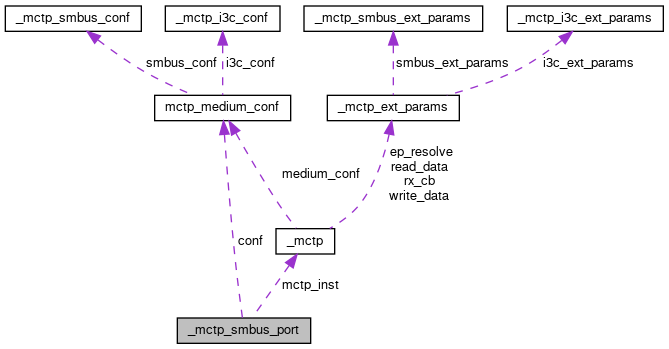 _mctp_smbus_conf
_mctp_i3c_conf
_mctp_smbus_ext_params
_mctp_i3c_ext_params
smbus_conf
i3c_conf
smbus_ext_params
i3c_ext_params
mctp_medium_conf
_mctp_ext_params
medium_conf
ep_resolve
read_data
rx_cb
write_data
conf
_mctp
mctp_inst
_mctp_smbus_port